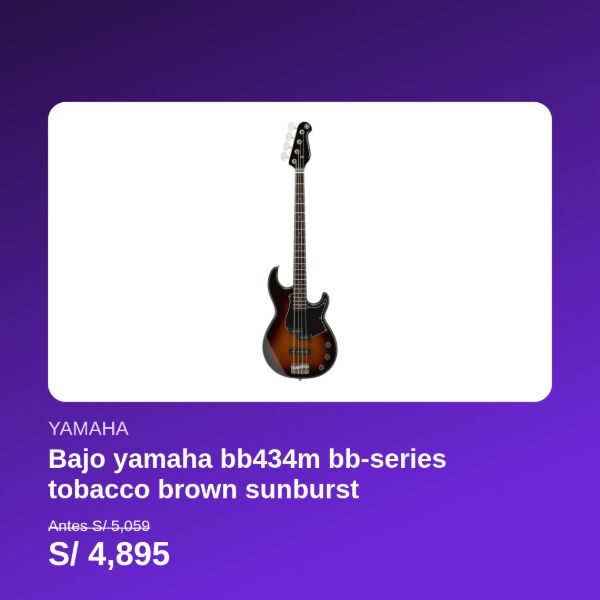 YAMAHA
Bajo yamaha bb434m bb-series
tobacco brown sunburst
Antes S/ 5,059
S/ 4,895